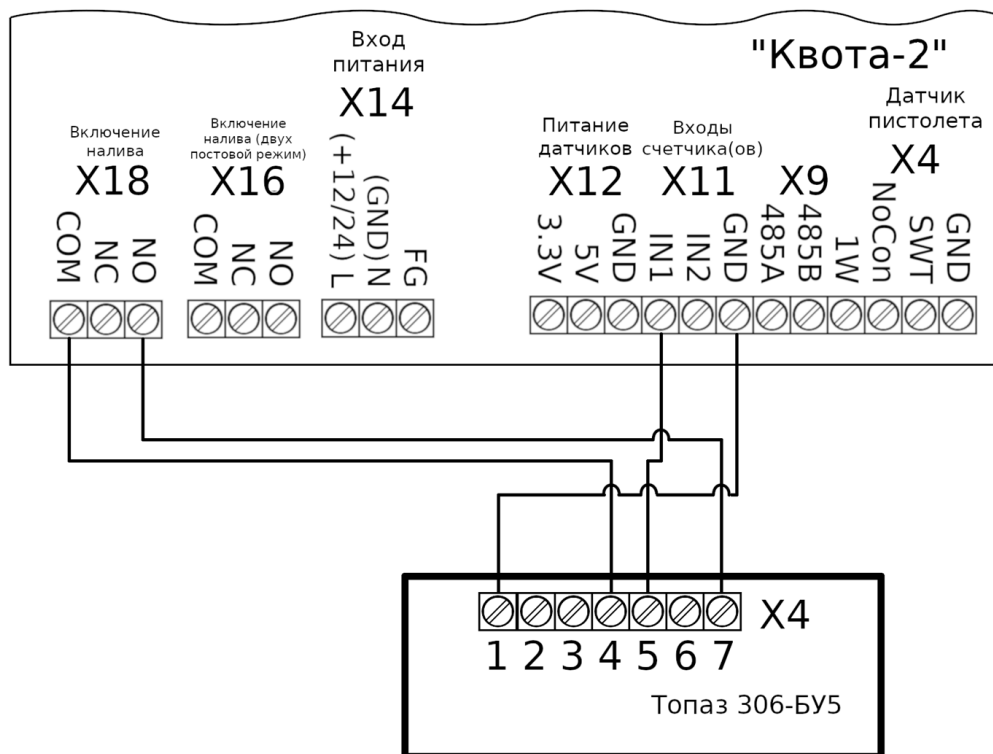 "Квота-2"
Вход
питания
X14
Включение
налива
X18
Включение
налива (двух
постовой режим)
X16
Питание
датчиков
X12
Входы
счетчика(ов)
X11
X9
Датчик
пистолета
X4
COM
NC
NO
COM
NC
NO
(+12/24) L
(GND) N
FG
3.3V
5V
GND
IN1
IN2
GND
485A
485B
1W
NoCon
SWT
GND
X4
1 2 3 4 5 6 7
Топаз 306-БУ5